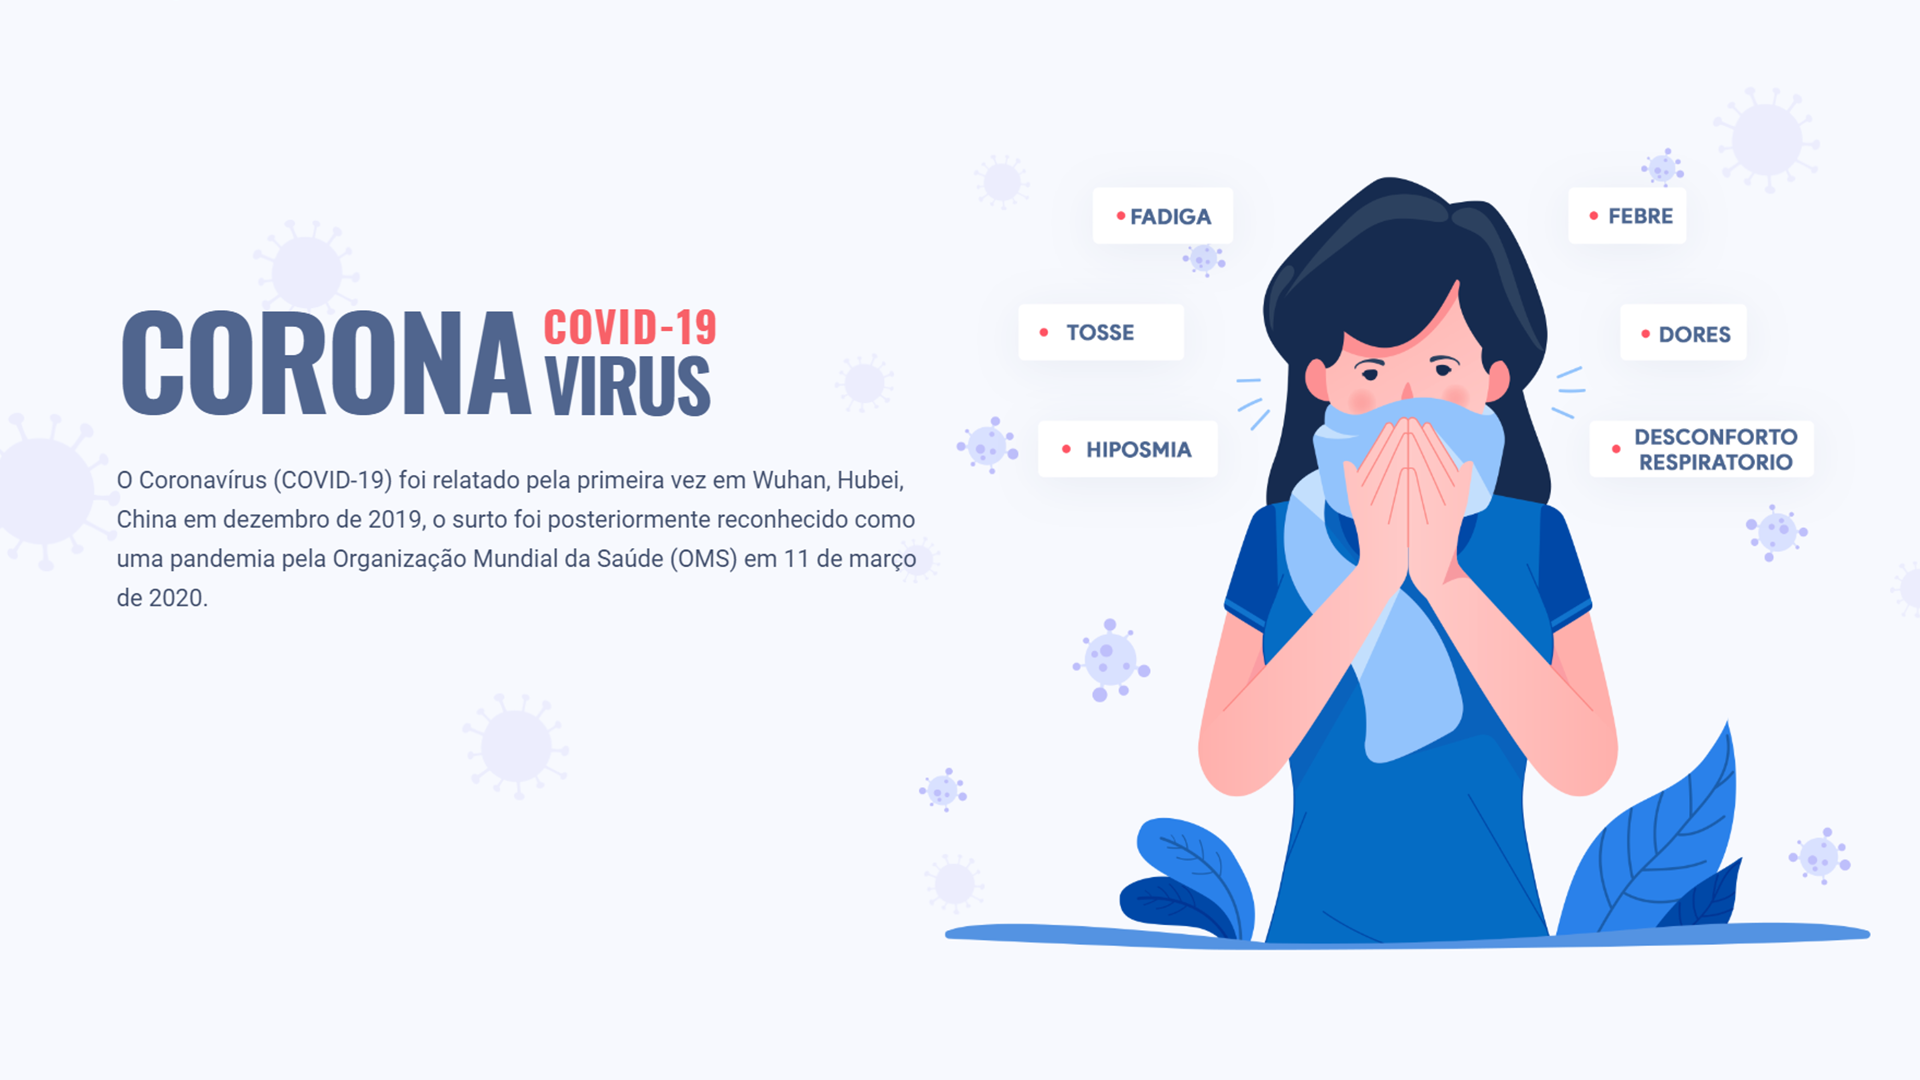 CORONA
COVID-19
VIRUS
O Coronavírus (COVID-19) foi relatado pela primeira vez em Wuhan, Hubei,
China em dezembro de 2019, o surto foi posteriormente reconhecido como
uma pandemia pela Organização Mundial da Saúde (OMS) em 11 de março
de 2020.
FADIGA
FEBRE
TOSSE
DORES
HIPOSMIA
DESCONFORTO
RESPIRATORIO